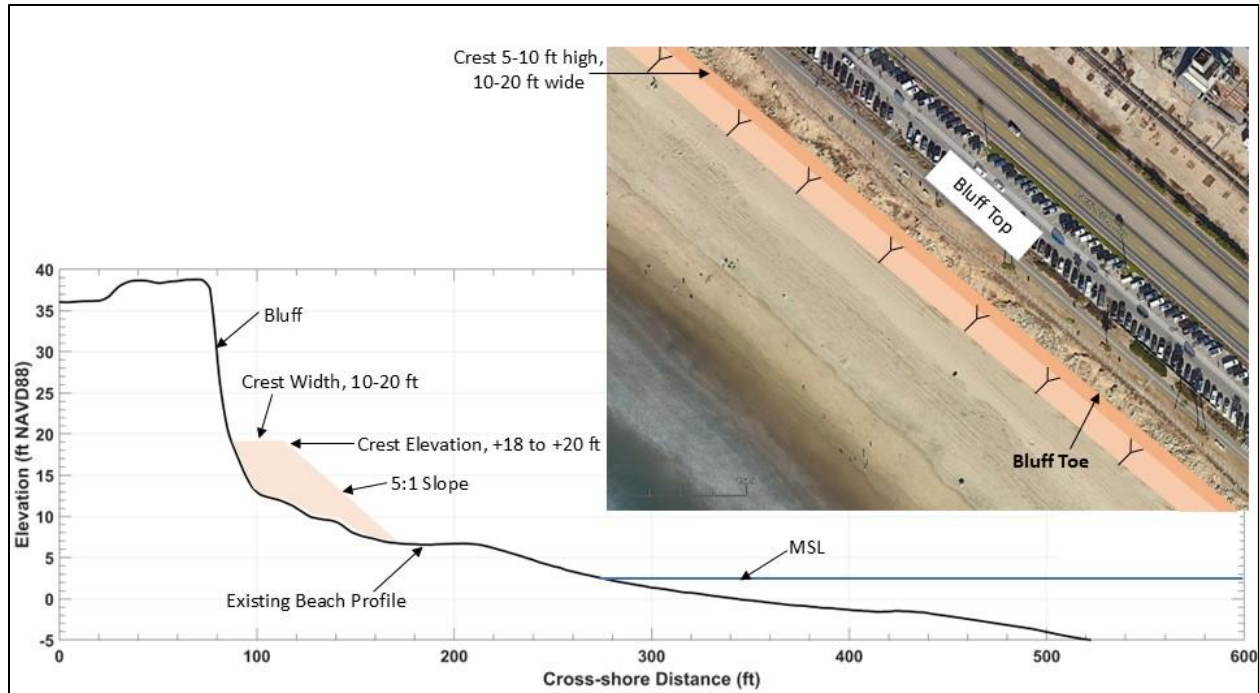 Crest 5-10 ft high,
10-20 ft wide
Bluff Top
Bluff Toe
40
35
30
25
20
15
10
5
0
-5
Elevation (ft NAVD88)
Bluff
Crest Width, 10-20 ft
Crest Elevation, +18 to +20 ft
5:1 Slope
MSL
Existing Beach Profile
0
100
200
300
400
500
600
Cross-shore Distance (ft)